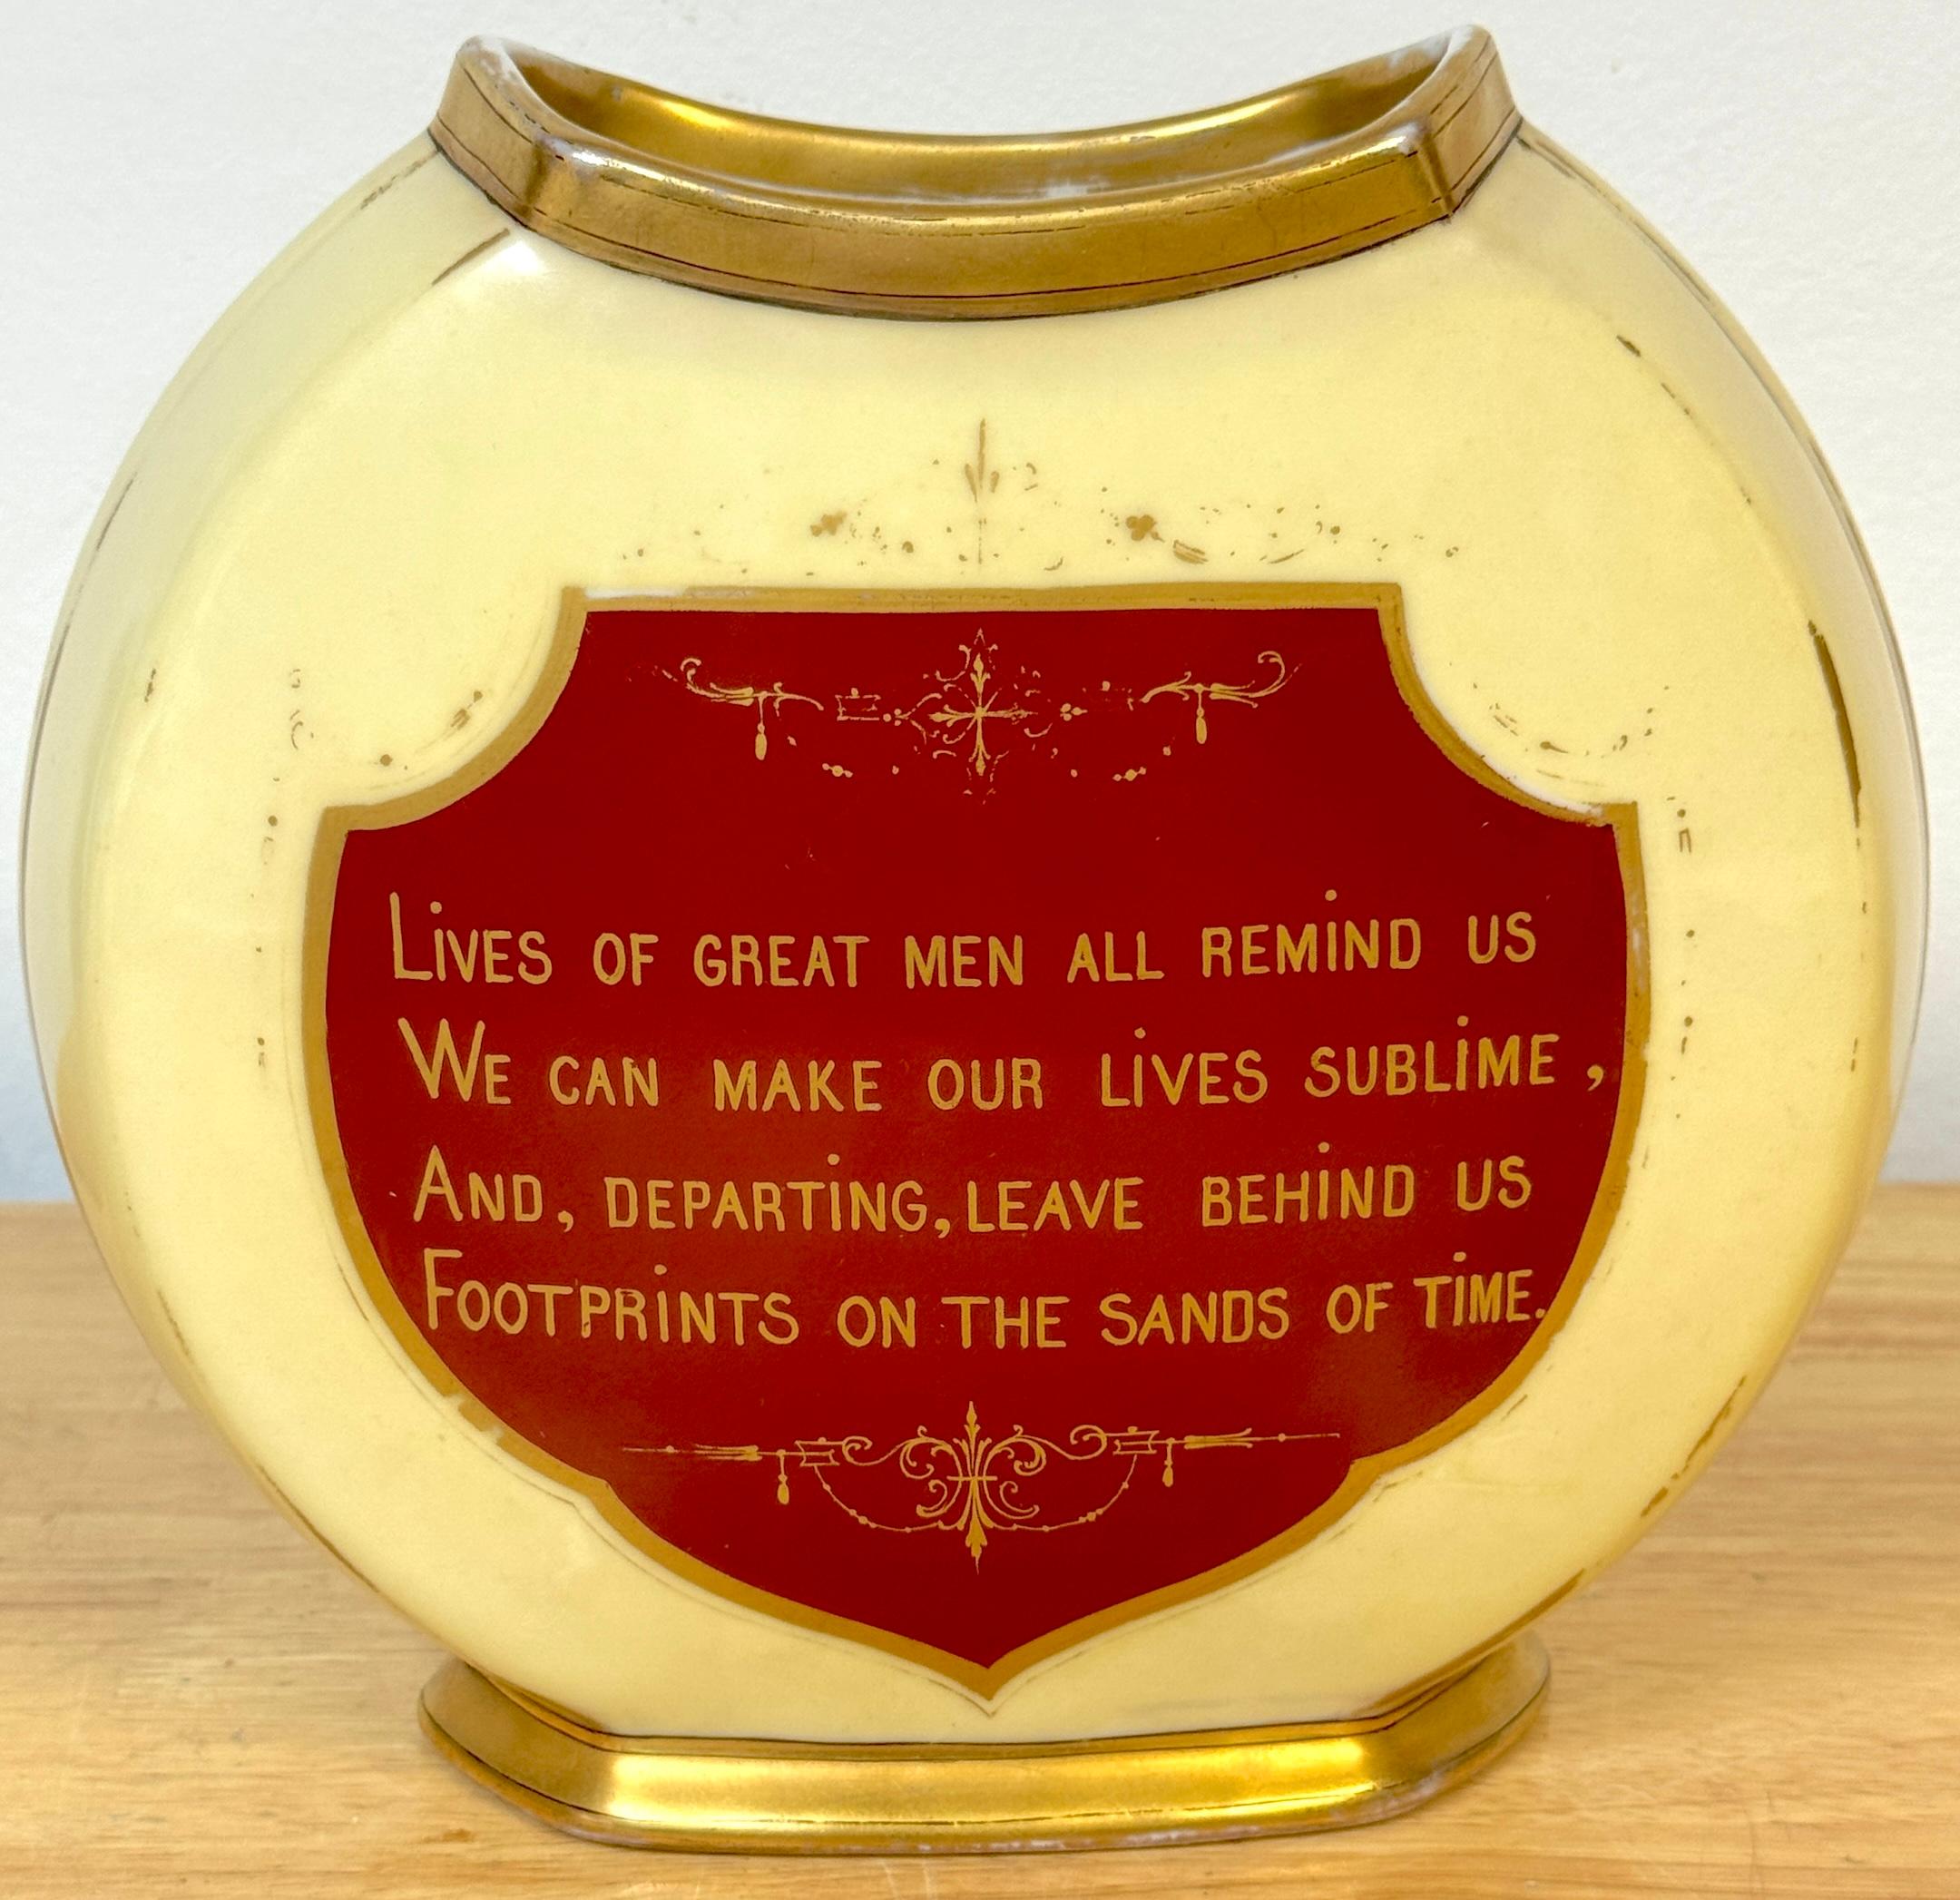 LiVES OF GREAT MEN ALL REMiND US
WE CAN MAKE OUR LiVES SUBLiME ,
AND, DEPARTiNG, LEAVE BEHiND US
FOOTPRiNTS ON THE SANDS OF TiME.